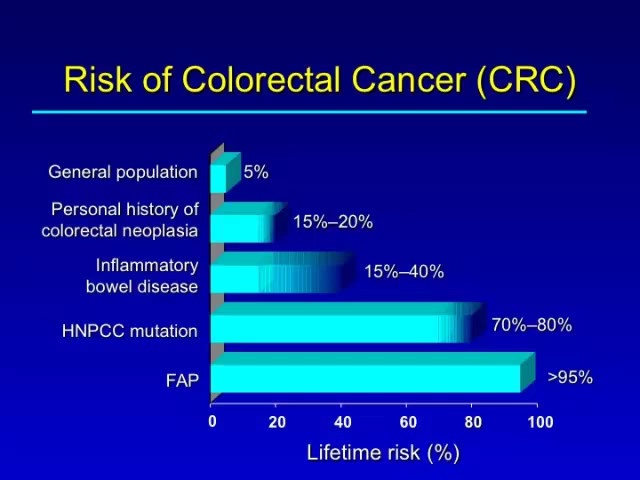 Risk of Colorectal Cancer (CRC)
General population
5%
Personal history of
colorectal neoplasia
15%–20%
Inflammatory
bowel disease
15%–40%
HNPCC mutation
70%–80%
FAP
>95%
0 20 40 60 80 100
Lifetime risk (%)